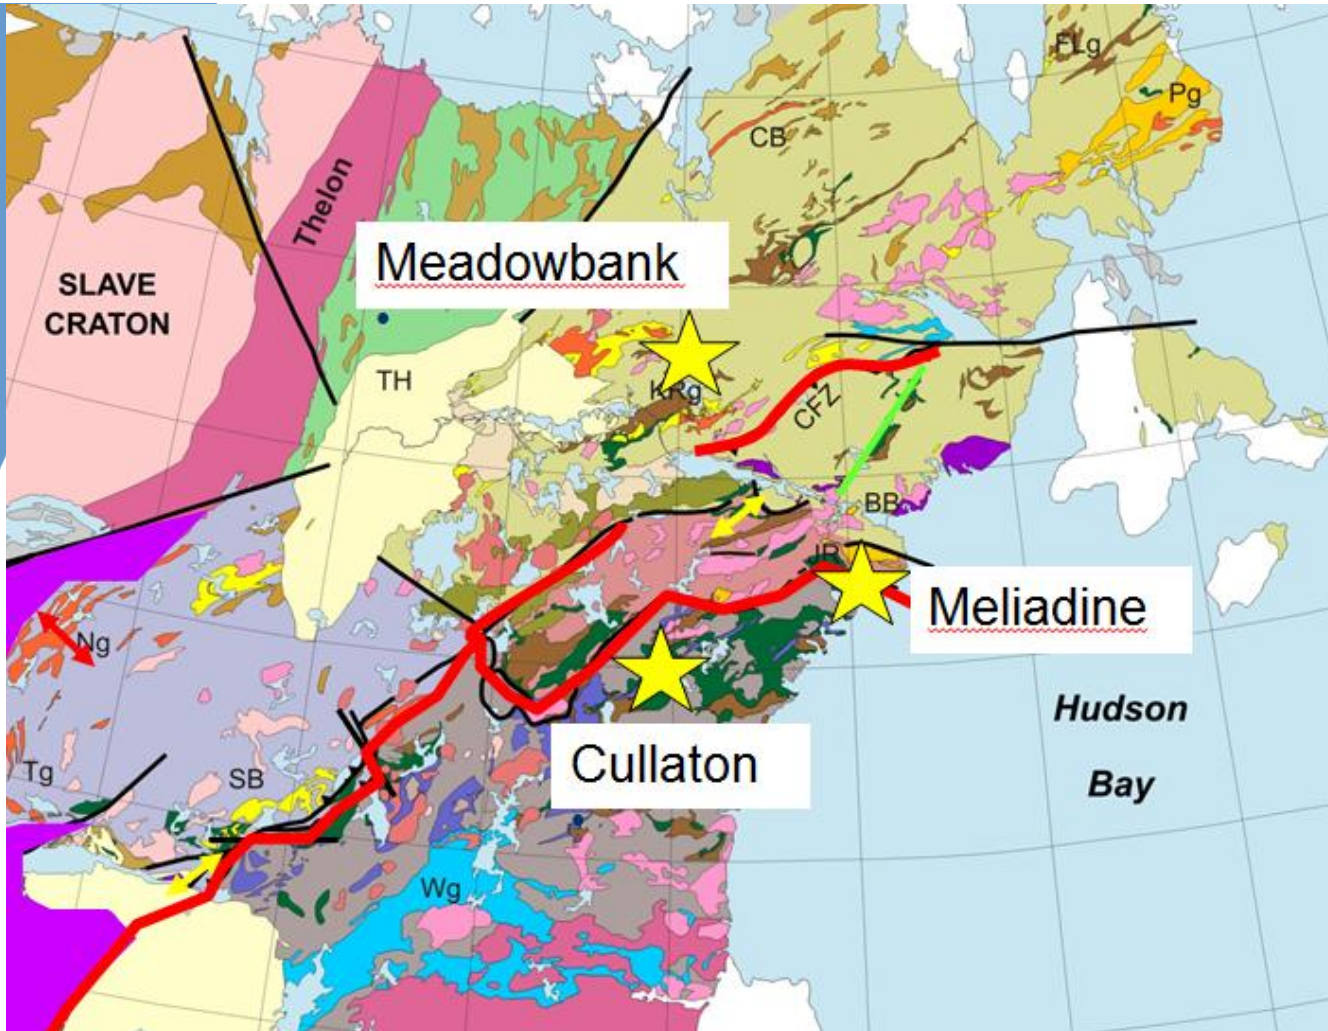 FLg
Pg
CB
Thelon
Meadowbank
SLAVE
CRATON
TH
KRg
CFZ
BB
JR
Meliadine
Ng
Hudson
Bay
Cullaton
Tg
SB
Wg